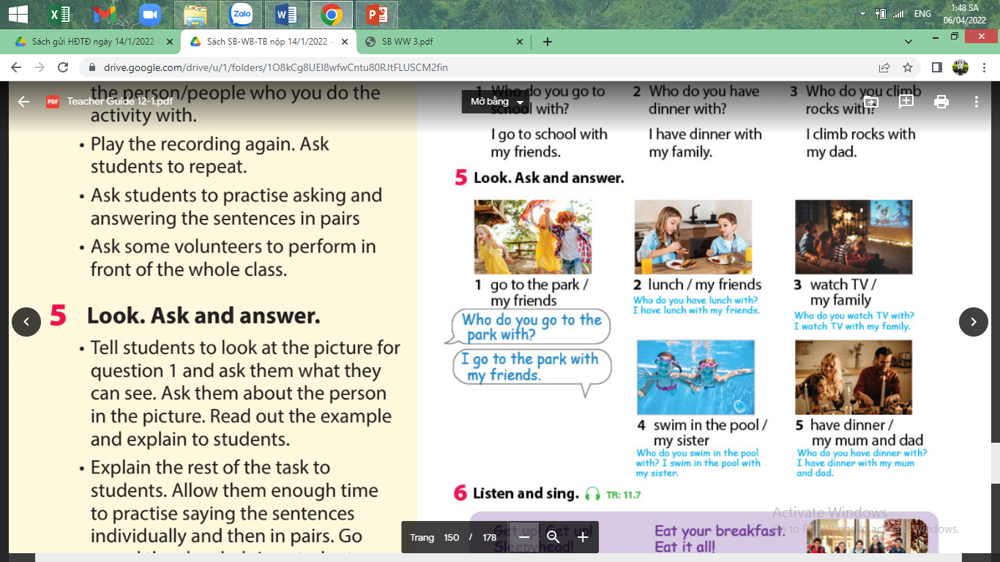 Zalo
W
ENG
1:48 SA
06/04/2022
Sách gửi HĐTĐ ngày 14/1/2022 -
Sách SB-WB-TB nộp 14/1/2022 -
SB WW 3.pdf
drive.google.com/drive/u/1/folders/1O8kCg8UEI8wfwCntu80RJtFLUSCM2fin
PDF
Teacher Guide 12-1.pdf
Mở bằng
the person/people who you do the
activity with.
• Play the recording again. Ask
students to repeat.
• Ask students to practise asking and
answering the sentences in pairs
• Ask some volunteers to perform in
front of the whole class.
5 Look. Ask and answer.
• Tell students to look at the picture for
question 1 and ask them what they
can see. Ask them about the person
in the picture. Read out the example
and explain to students.
• Explain the rest of the task to
students. Allow them enough time
to practise saying the sentences
individually and then in pairs. Go
1 Who do you go to
school with?
I go to school with
my friends.
2 Who do you have
dinner with?
I have dinner with
my family.
3 Who do you climb
rocks with?
I climb rocks with
my dad.
5 Look. Ask and answer.
1 go to the park /
my friends
Who do you go to the
park with?
I go to the park with
my friends.
2 lunch / my friends
Who do you have lunch with?
I have lunch with my friends.
3 watch TV /
my family
Who do you watch TV with?
I watch TV with my family.
4 swim in the pool /
my sister
Who do you swim in the pool
with? I swim in the pool with
my sister.
5 have dinner /
my mum and dad
Who do you have dinner with?
I have dinner with my mum
and dad.
6 Listen and sing. TR: 11.7
Get up! Get up!
Sleepyhead!
Eat your breakfast.
Eat it all!
Activate Windows
Go to PC settings to activate Windows.
Trang 150 / 178